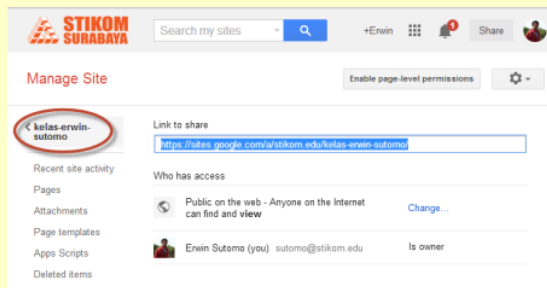 STIKOM
SURABAYA
Search my sites
+Erwin
Share
Manage Site
Enable page-level permissions
kelas-erwin-
sutomo
Link to share
https://sites.google.com/a/stikom.edu/kelas-erwin-sutomo/
Recent site activity
Who has access
Pages
Attachments
Public on the web - Anyone on the Internet
can find and view
Change...
Page templates
Apps Scripts
Erwin Sutomo (you) sutomo@stikom.edu
Is owner
Deleted items